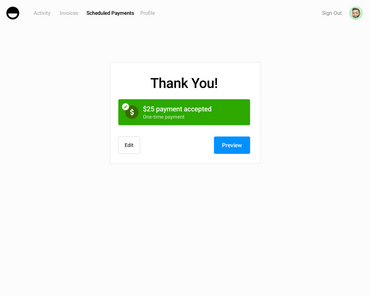 Activity Invoices Scheduled Payments Profile Sign Out
Thank You!
$
$25 payment accepted
One-time payment
Edit Preview